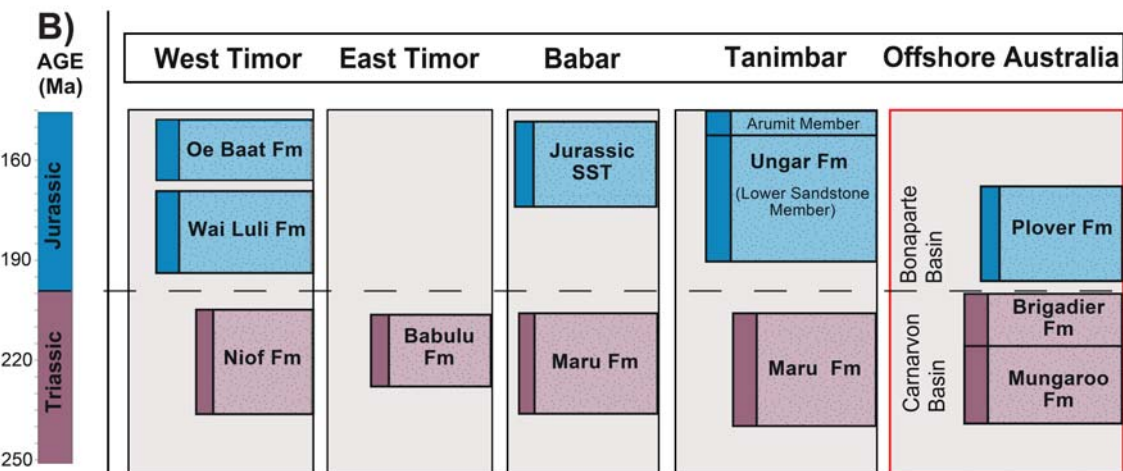 B)
AGE
(Ma)
West Timor
East Timor
Babar
Tanimbar
Offshore Australia
160
190
220
250
Jurassic
Triassic
Oe Baat Fm
Wai Luli Fm
Niof Fm
Babulu
Fm
Jurassic
SST
Maru Fm
Arumit Member
Ungar Fm
(Lower Sandstone
Member)
Maru Fm
Bonaparte
Basin
Carnarvon
Basin
Plover Fm
Brigadier
Fm
Mungaroo
Fm